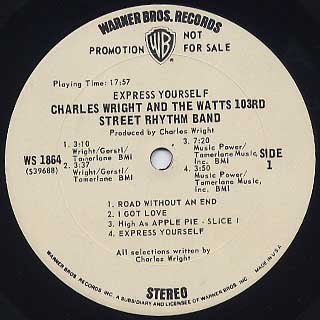 WARNER BROS. RECORDS
PROMOTION NOT
FOR SALE
WB
Playing Time: 17:57
EXPRESS YOURSELF
CHARLES WRIGHT AND THE WATTS 103RD
STREET RHYTHM BAND
Produced by Charles Wright
WS 1864
(S39688)
1. 3:10
Wright/Gerstl/
Tamerlane BMI
2. 3:37
Wright/Gerstl/
Tamerlane BMI
3. 7:20
Music Power/
Tamerlane Music
Inc. BMI
4. 3:50
Music Power/
Tamerlane Music,
Inc. BMI
SIDE
1
1. ROAD WITHOUT AN END
2. I GOT LOVE
3. High As APPLE PIE - SLICE I
4. EXPRESS YOURSELF
All selections written by
Charles Wright
STEREO
WARNER BROS. RECORDS INC. A SUBSIDIARY AND LICENSEE OF WARNER BROS. INC. MADE IN U.S.A.